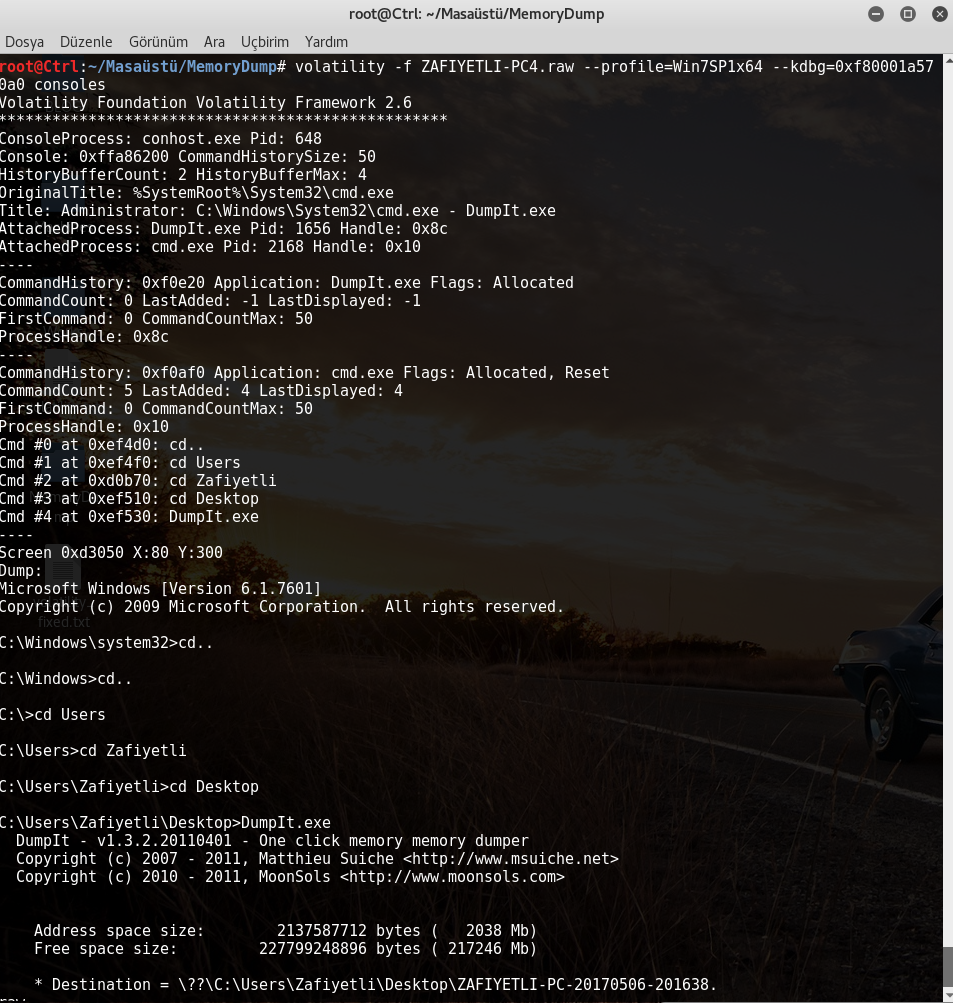 root@Ctrl: ~/Masaüstü/MemoryDump
Dosya Düzenle Görünüm Ara Uçbirim Yardım
root@Ctrl:~/Masaüstü/MemoryDump# volatility -f ZAFIYETLI-PC4.raw --profile=Win7SP1x64 --kdbg=0xf80001a57
0a0 consoles
Volatility Foundation Volatility Framework 2.6
**************************************************
ConsoleProcess: conhost.exe Pid: 648
Console: 0xffa86200 CommandHistorySize: 50
HistoryBufferCount: 2 HistoryBufferMax: 4
OriginalTitle: %SystemRoot%\System32\cmd.exe
Title: Administrator: C:\Windows\System32\cmd.exe - DumpIt.exe
AttachedProcess: DumpIt.exe Pid: 1656 Handle: 0x8c
AttachedProcess: cmd.exe Pid: 2168 Handle: 0x10
----
CommandHistory: 0xf0e20 Application: DumpIt.exe Flags: Allocated
CommandCount: 0 LastAdded: -1 LastDisplayed: -1
FirstCommand: 0 CommandCountMax: 50
ProcessHandle: 0x8c
----
CommandHistory: 0xf0af0 Application: cmd.exe Flags: Allocated, Reset
CommandCount: 5 LastAdded: 4 LastDisplayed: 4
FirstCommand: 0 CommandCountMax: 50
ProcessHandle: 0x10
Cmd #0 at 0xef4d0: cd..
Cmd #1 at 0xef4f0: cd Users
Cmd #2 at 0xd0b70: cd Zafiyetli
Cmd #3 at 0xef510: cd Desktop
Cmd #4 at 0xef530: DumpIt.exe
----
Screen 0xd3050 X:80 Y:300
Dump:
Microsoft Windows [Version 6.1.7601]
Copyright (c) 2009 Microsoft Corporation.  All rights reserved.
fixed.txt
C:\Windows\system32>cd..
C:\Windows>cd..
C:\>cd Users
C:\Users>cd Zafiyetli
C:\Users\Zafiyetli>cd Desktop
C:\Users\Zafiyetli\Desktop>DumpIt.exe
DumpIt - v1.3.2.20110401 - One click memory memory dumper
Copyright (c) 2007 - 2011, Matthieu Suiche <http://www.msuiche.net>
Copyright (c) 2010 - 2011, MoonSols <http://www.moonsols.com>
Address space size:        2137587712 bytes (   2038 Mb)
Free space size:         227799248896 bytes ( 217246 Mb)
* Destination = \??\C:\Users\Zafiyetli\Desktop\ZAFIYETLI-PC-20170506-201638.